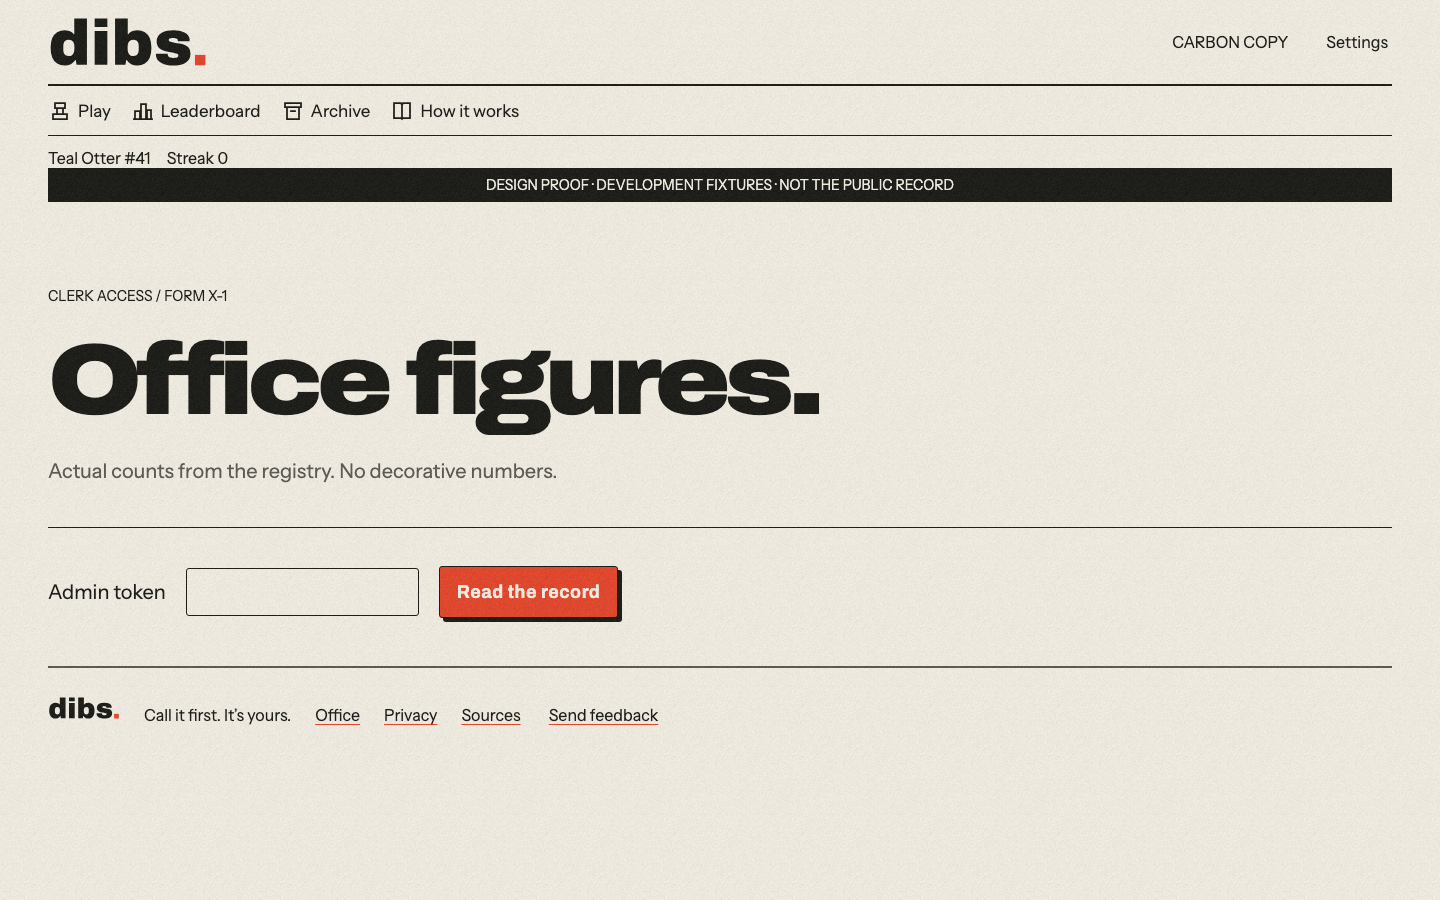 dibs.
CARBON COPY Settings
Play Leaderboard Archive How it works
Teal Otter #41 Streak 0
DESIGN PROOF · DEVELOPMENT FIXTURES · NOT THE PUBLIC RECORD
CLERK ACCESS / FORM X-1
Office figures.
Actual counts from the registry. No decorative numbers.
Admin token Read the record
dibs. Call it first. It’s yours. Office Privacy Sources Send feedback